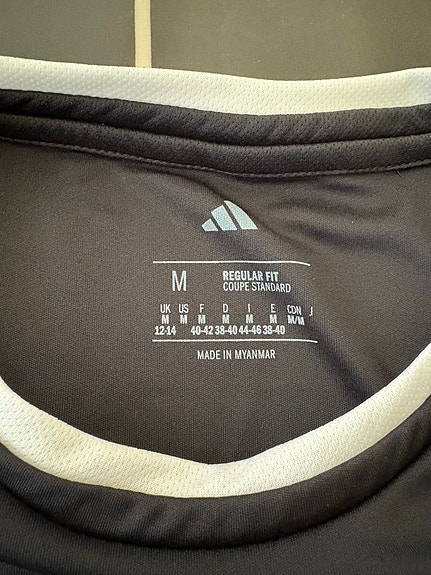 M
REGULAR FIT
COUPE STANDARD
UK US F D I E CDN J
M M M M M M M/M
12-14 40-42 38-40 44-46 38-40
MADE IN MYANMAR